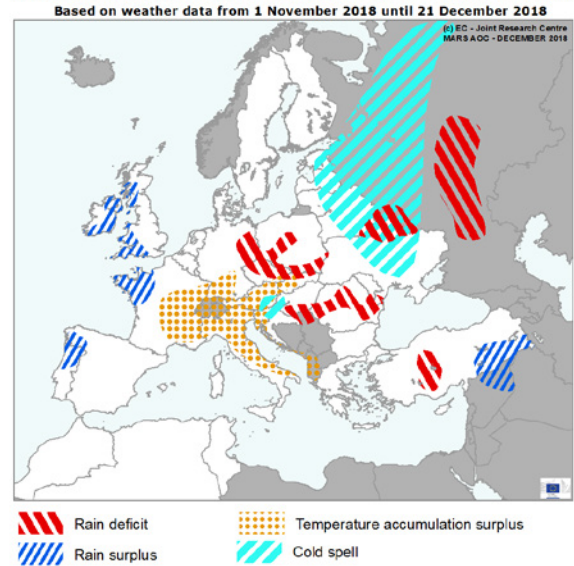 Based on weather data from 1 November 2018 until 21 December 2018
(c) EC - Joint Research Centre
MARS AOC - DECEMBER 2018
Rain deficit
Temperature accumulation surplus
Rain surplus
Cold spell